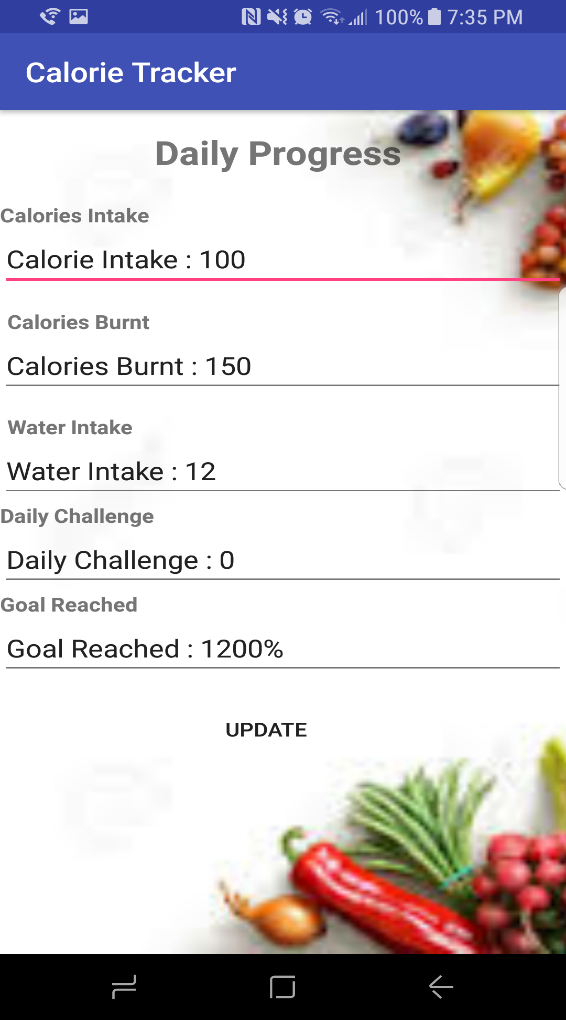 100% 7:35 PM
Calorie Tracker
Daily Progress
Calories Intake
Calorie Intake : 100
Calories Burnt
Calories Burnt : 150
Water Intake
Water Intake : 12
Daily Challenge
Daily Challenge : 0
Goal Reached
Goal Reached : 1200%
UPDATE